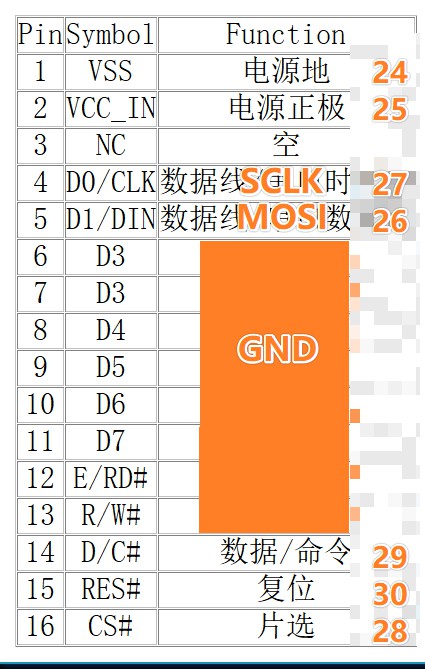 Pin Symbol Function
1 VSS 电源地 24
2 VCC_IN 电源正极 25
3 NC 空
4 D0/CLK 数据线 SCLK 时 27
5 D1/DIN 数据线 MOSI 数 26
6 D3
7 D3
8 D4
GND
9 D5
10 D6
11 D7
12 E/RD#
13 R/W#
14 D/C# 数据/命令 29
15 RES# 复位 30
16 CS# 片选 28